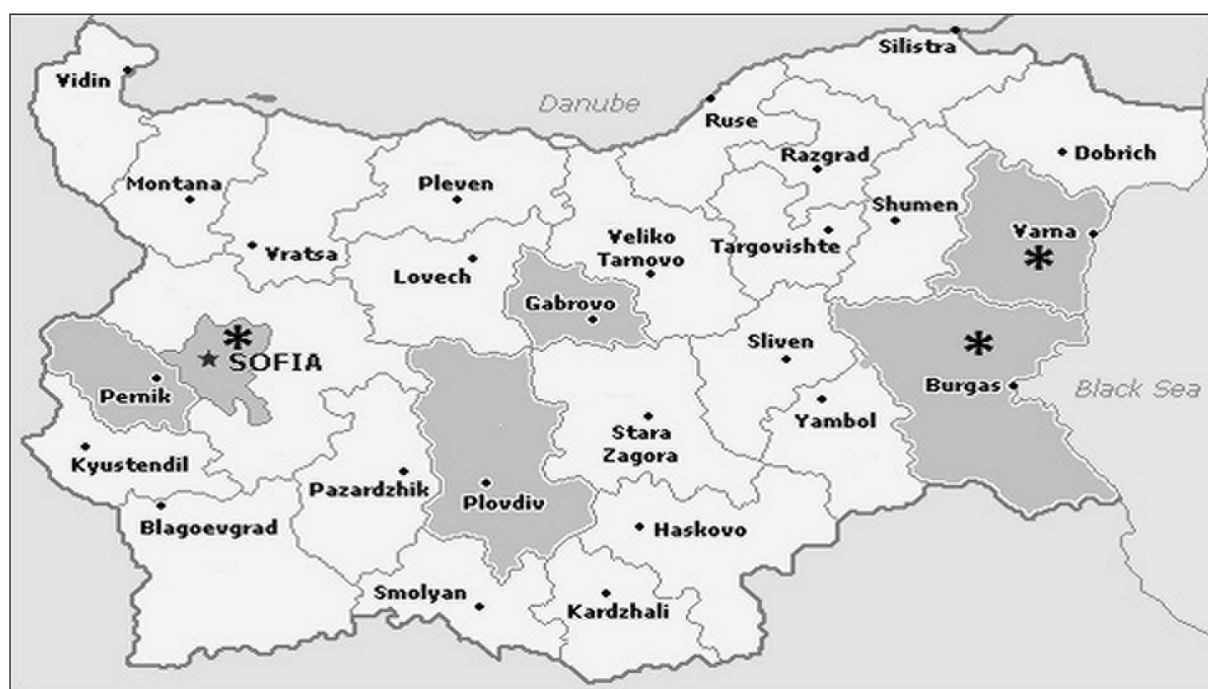 Silistra
Vidin
Danube
Ruse
Razgrad
Dobrich
Montana
Pleven
Shumen
Varna
*
Vratsa
Lovech
Veliko
Tarnovo
Targovishte
Gabrovo
*
SOFIA
Sliven
*
Pernik
Burgas
Black Sea
Yambol
Stara
Zagora
Kyustendil
Pazardzhik
Plovdiv
Blagoevgrad
Haskovo
Smolyan
Kardzhali